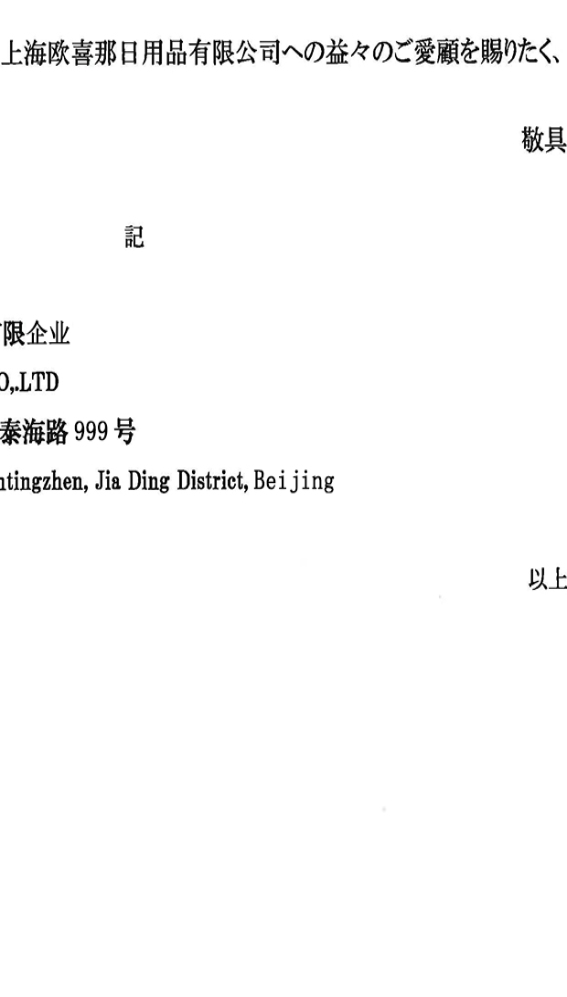 上海欧喜那日用品有限公司への益々のご愛顧を賜りたく、
敬具
記
限企业
O,.LTD
泰海路 999 号
ntingzhen, Jia Ding District, Beijing
以上